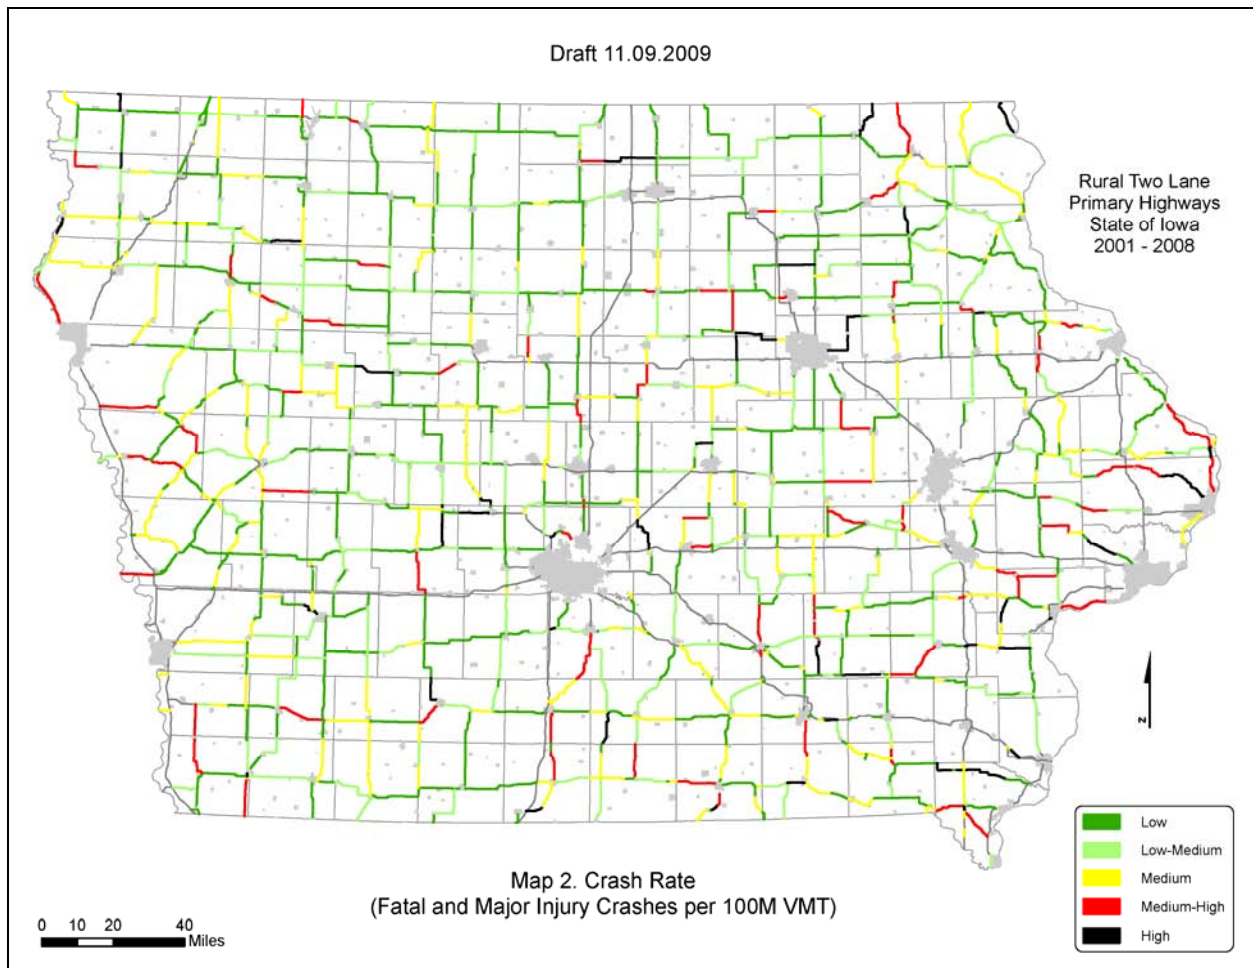 Draft 11.09.2009
Rural Two Lane
Primary Highways
State of Iowa
2001 - 2008
z
Map 2. Crash Rate
(Fatal and Major Injury Crashes per 100M VMT)
0 10 20 40
Miles
Low
Low-Medium
Medium
Medium-High
High